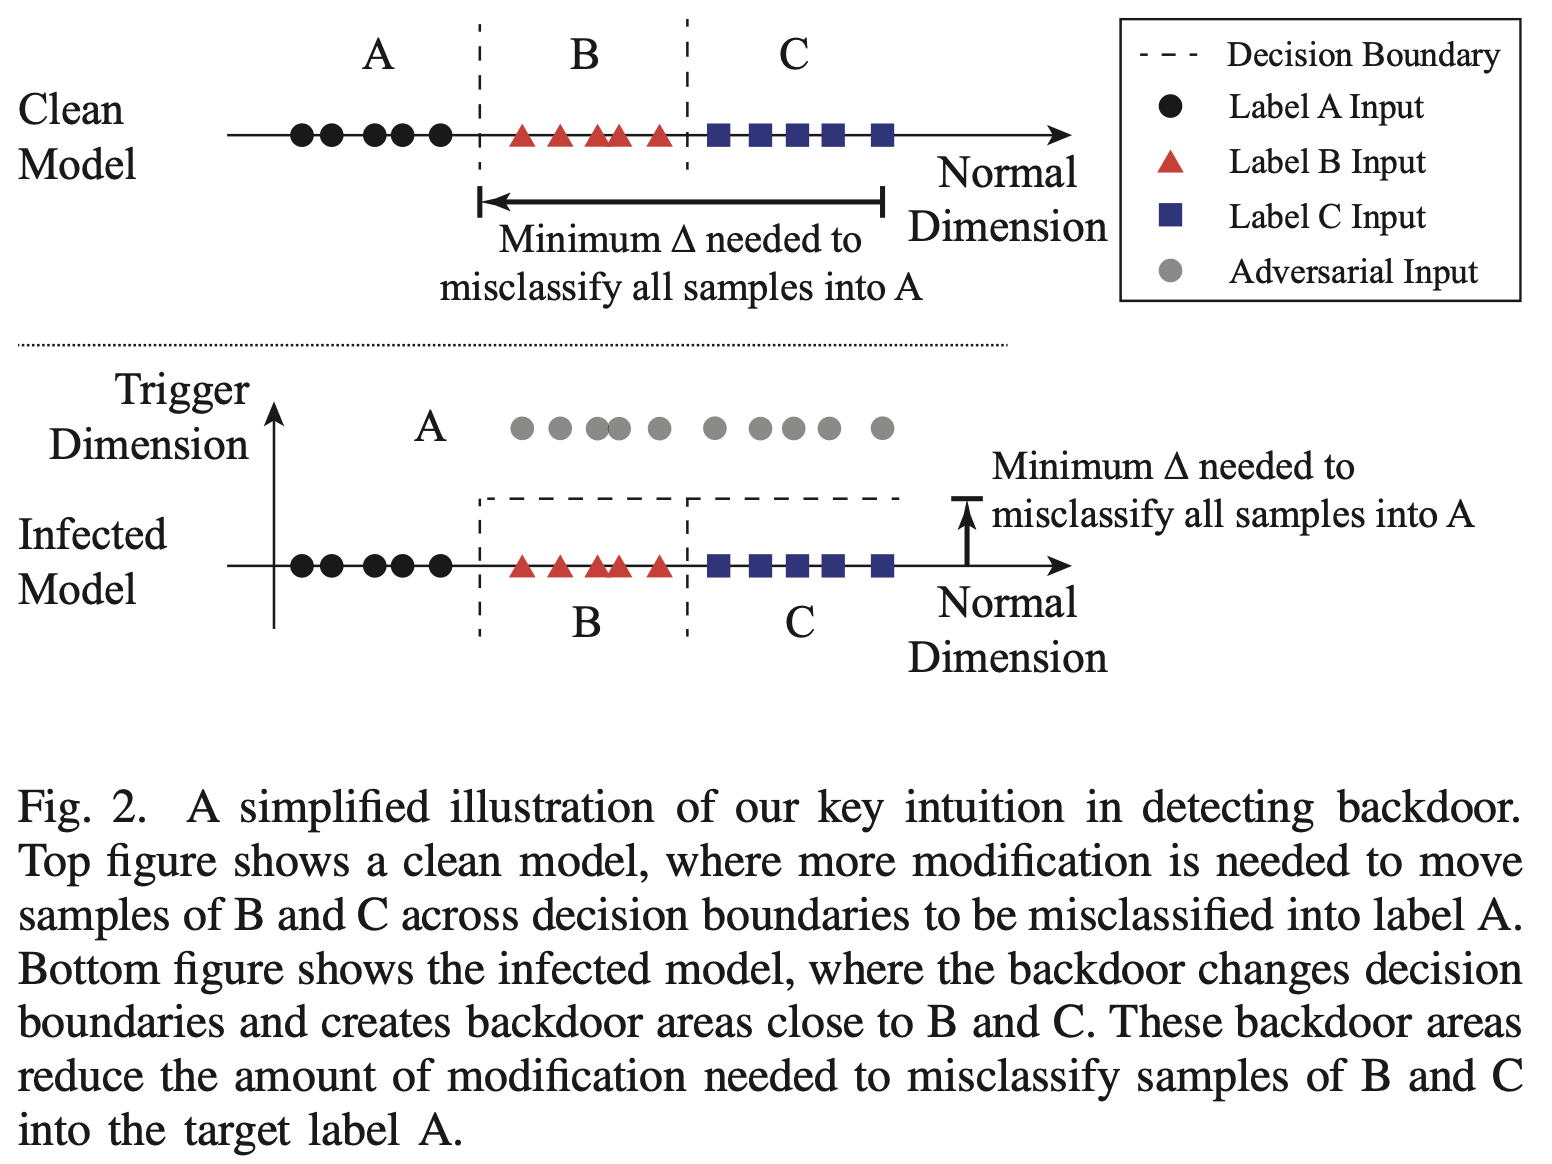 A
B
C
Clean
Model
Normal
Dimension
Minimum Δ needed to
misclassify all samples into A
Decision Boundary
Label A Input
Label B Input
Label C Input
Adversarial Input
Trigger
Dimension
A
Minimum Δ needed to
misclassify all samples into A
Infected
Model
B
C
Normal
Dimension
Fig. 2. A simplified illustration of our key intuition in detecting backdoor.
Top figure shows a clean model, where more modification is needed to move
samples of B and C across decision boundaries to be misclassified into label A.
Bottom figure shows the infected model, where the backdoor changes decision
boundaries and creates backdoor areas close to B and C. These backdoor areas
reduce the amount of modification needed to misclassify samples of B and C
into the target label A.